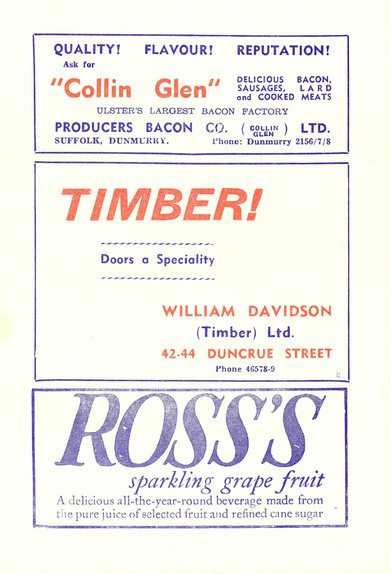 QUALITY! FLAVOUR! REPUTATION!
Ask for
"Collin Glen"
DELICIOUS BACON,
SAUSAGES, LARD
and COOKED MEATS
ULSTER'S LARGEST BACON FACTORY
PRODUCERS BACON CO. (COLLIN GLEN) LTD.
SUFFOLK, DUNMURRY. Phone: Dunmurry 2156/7/8
TIMBER!
Doors a Speciality
WILLIAM DAVIDSON
(Timber) Ltd.
42-44 DUNCRUE STREET
Phone 46578-9
ROSS'S
sparkling grape fruit
A delicious all-the-year-round beverage made from
the pure juice of selected fruit and refined cane sugar